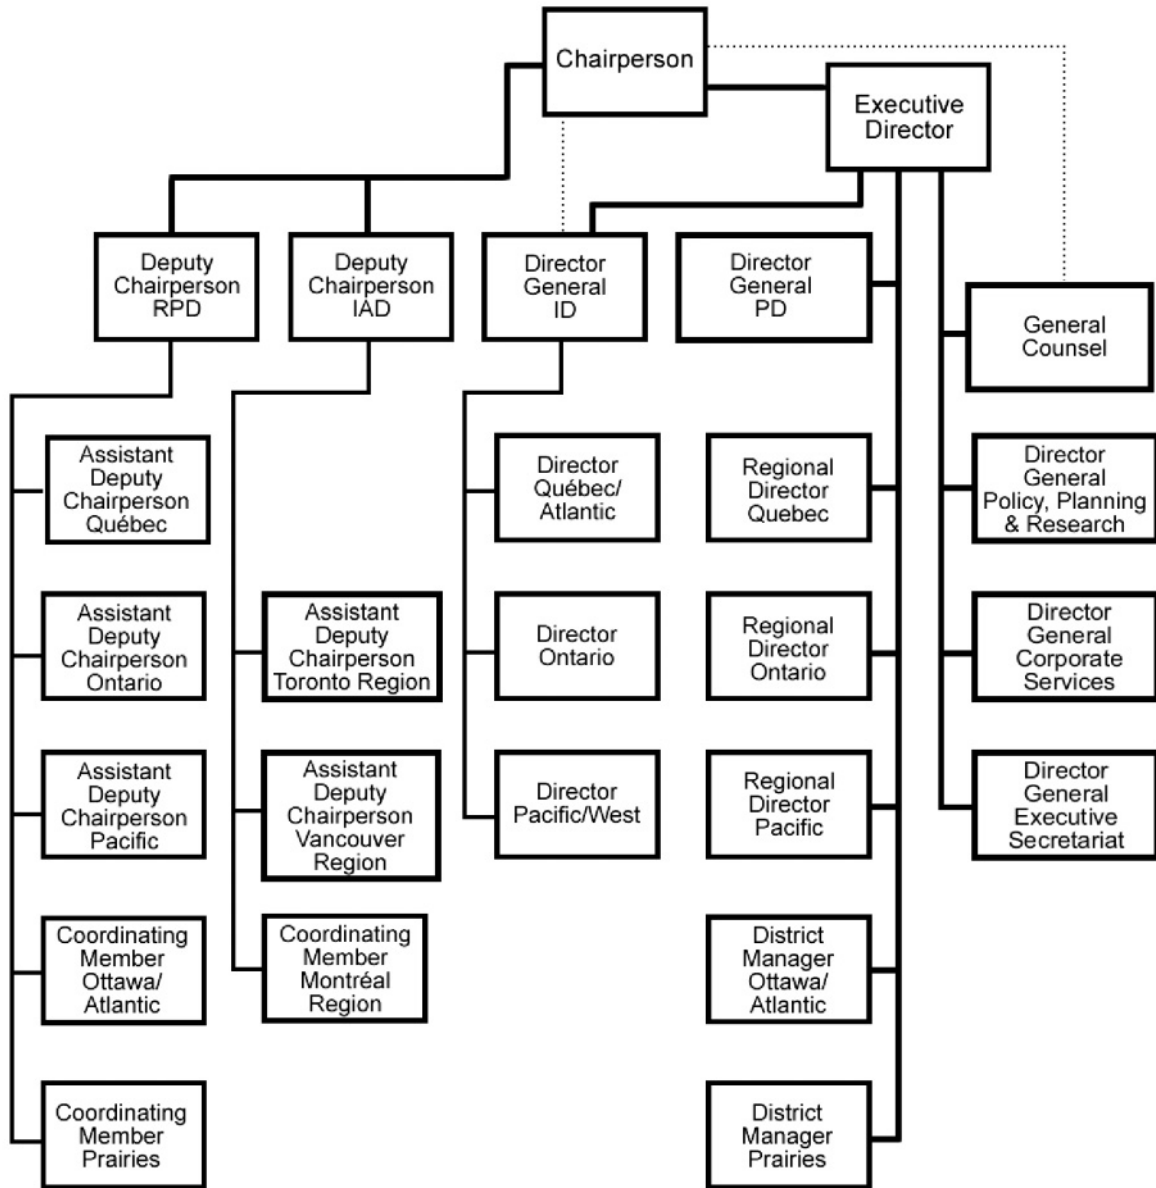 Chairperson
Executive
Director
Deputy
Chairperson
RPD
Deputy
Chairperson
IAD
Director
General
ID
Director
General
PD
General
Counsel
Assistant
Deputy
Chairperson
Québec
Director
Québec/
Atlantic
Regional
Director
Quebec
Director
General
Policy, Planning
& Research
Assistant
Deputy
Chairperson
Ontario
Assistant
Deputy
Chairperson
Toronto Region
Director
Ontario
Regional
Director
Ontario
Director
General
Corporate
Services
Assistant
Deputy
Chairperson
Pacific
Assistant
Deputy
Chairperson
Vancouver
Region
Director
Pacific/West
Regional
Director
Pacific
Director
General
Executive
Secretariat
Coordinating
Member
Ottawa/
Atlantic
Coordinating
Member
Montréal
Region
District
Manager
Ottawa/
Atlantic
Coordinating
Member
Prairies
District
Manager
Prairies